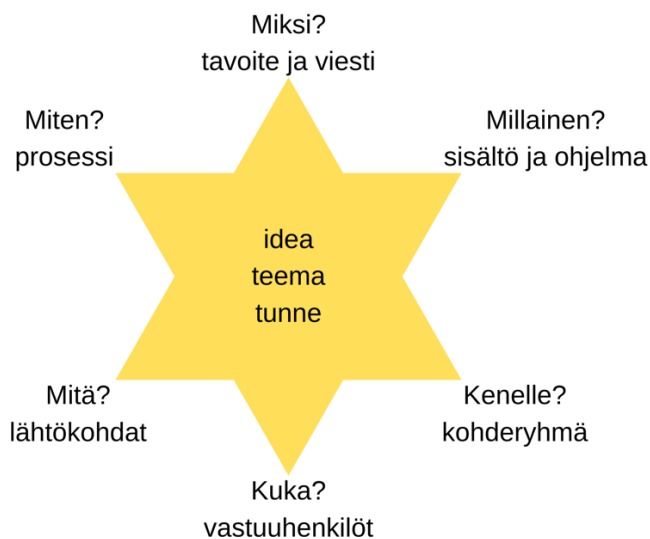 Miksi?
tavoite ja viesti
Miten?
prosessi
Millainen?
sisältö ja ohjelma
idea
teema
tunne
Mitä?
lähtökohdat
Kenelle?
kohderyhmä
Kuka?
vastuuhenkilöt